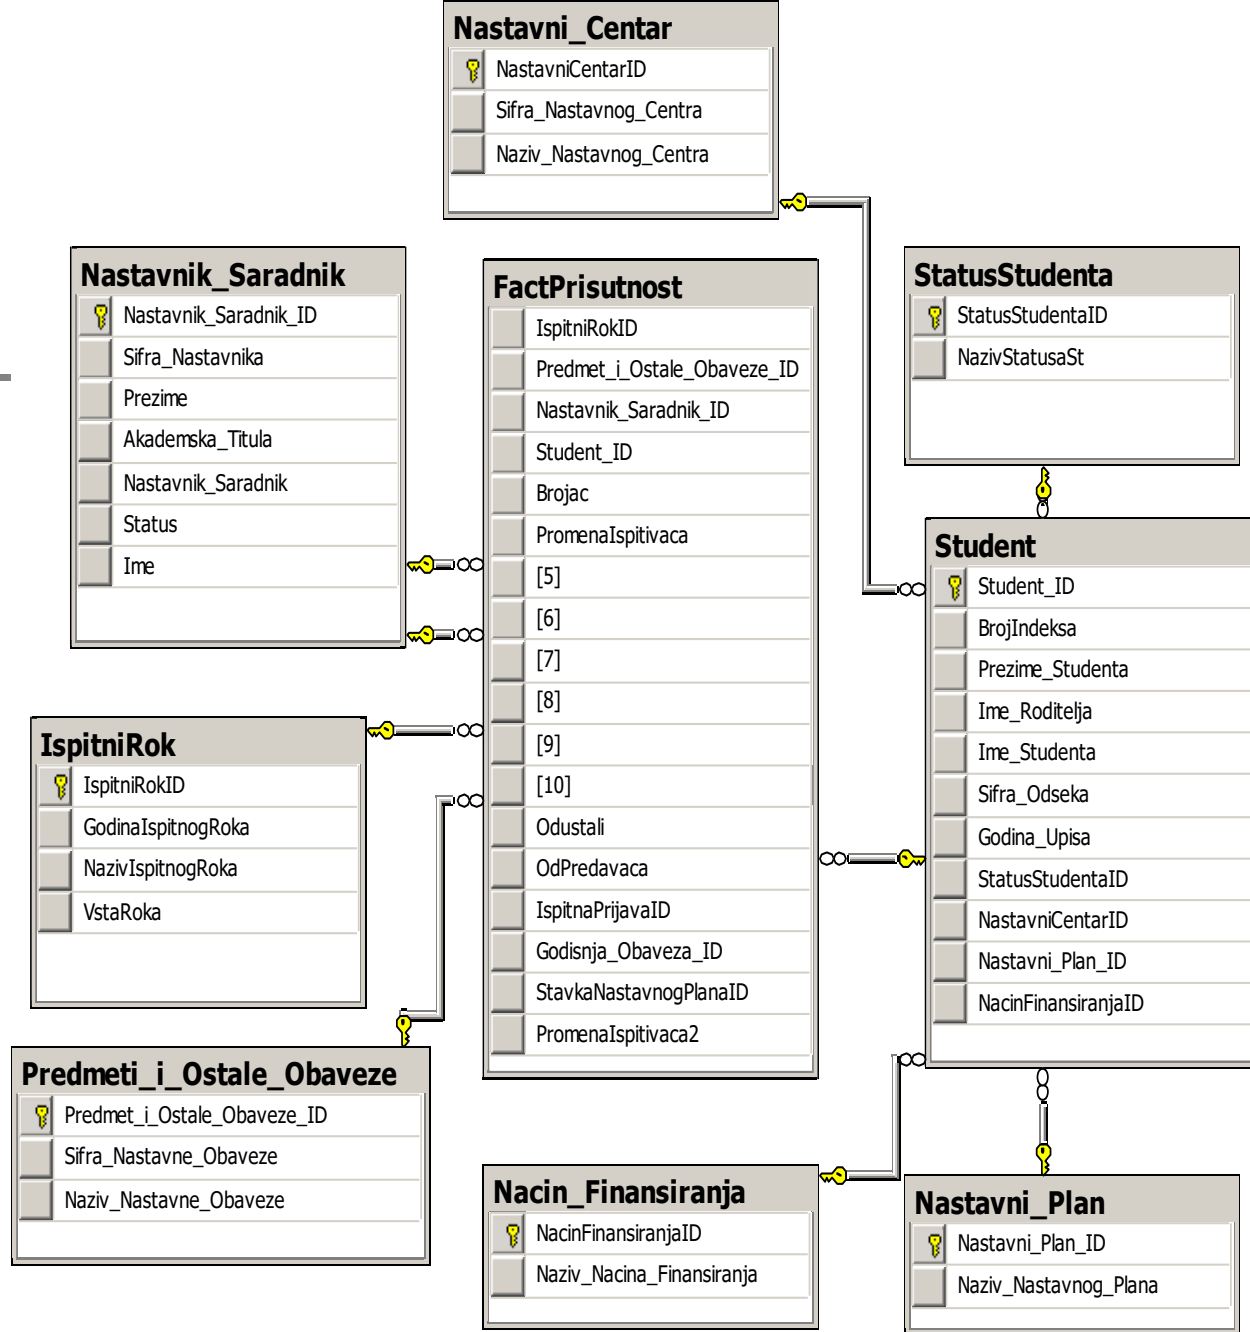 Nastavni_Centar
NastavniCentarID
Sifra_Nastavnog_Centra
Naziv_Nastavnog_Centra
Nastavnik_Saradnik
Nastavnik_Saradnik_ID
Sifra_Nastavnika
Prezime
Akademska_Titula
Nastavnik_Saradnik
Status
Ime
FactPrisutnost
IspitniRokID
Predmet_i_Ostale_Obaveze_ID
Nastavnik_Saradnik_ID
Student_ID
Brojac
PromenaIspitivaca
[5]
[6]
[7]
[8]
[9]
[10]
Odustali
OdPredavaca
IspitnaPrijavaID
Godisnja_Obaveza_ID
StavkaNastavnogPlanaID
PromenaIspitivaca2
StatusStudenta
StatusStudentaID
NazivStatusaSt
Student
Student_ID
BrojIndeksa
Prezime_Studenta
Ime_Roditelja
Ime_Studenta
Sifra_Odseka
Godina_Upisa
StatusStudentaID
NastavniCentarID
Nastavni_Plan_ID
NacinFinansiranjaID
IspitniRok
IspitniRokID
GodinaIspitnogRoka
NazivIspitnogRoka
VstaRoka
Predmeti_i_Ostale_Obaveze
Predmet_i_Ostale_Obaveze_ID
Sifra_Nastavne_Obaveze
Naziv_Nastavne_Obaveze
Nacin_Finansiranja
NacinFinansiranjaID
Naziv_Nacina_Finansiranja
Nastavni_Plan
Nastavni_Plan_ID
Naziv_Nastavnog_Plana